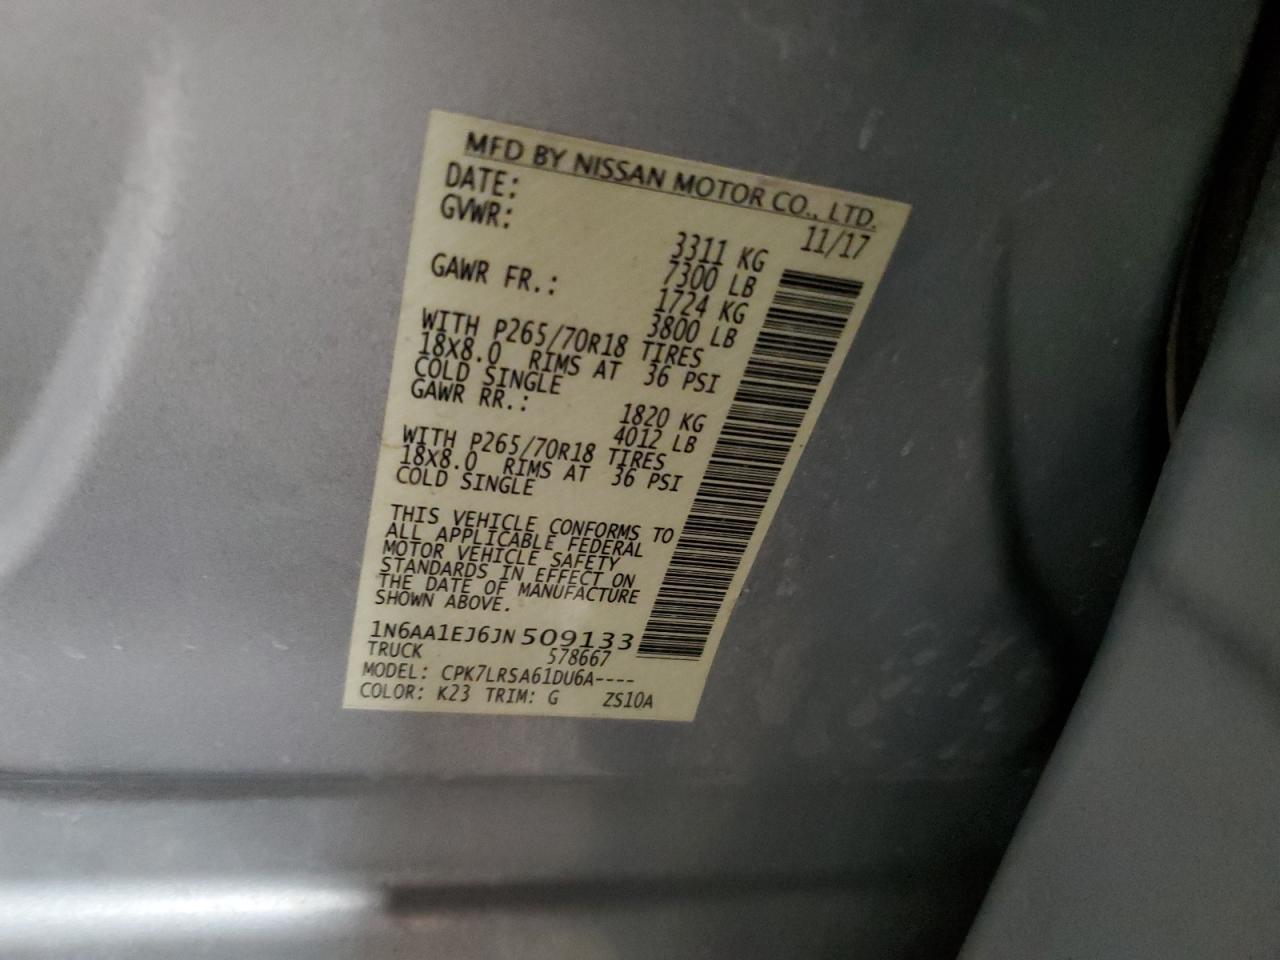 MFD BY NISSAN MOTOR CO., LTD.
DATE: 11/17
GVWR: 3311 KG
7300 LB
GAWR FR.: 1724 KG
3800 LB
WITH P265/70R18 TIRES
18X8.0 RIMS AT 36 PSI
COLD SINGLE
GAWR RR.: 1820 KG
4012 LB
WITH P265/70R18 TIRES
18X8.0 RIMS AT 36 PSI
COLD SINGLE
THIS VEHICLE CONFORMS TO
ALL APPLICABLE FEDERAL
MOTOR VEHICLE SAFETY
STANDARDS IN EFFECT ON
THE DATE OF MANUFACTURE
SHOWN ABOVE.
1N6AA1EJ6JN509133
TRUCK 578667
MODEL: CPK7LRSA61DU6A----
COLOR: K23 TRIM: G ZS10A